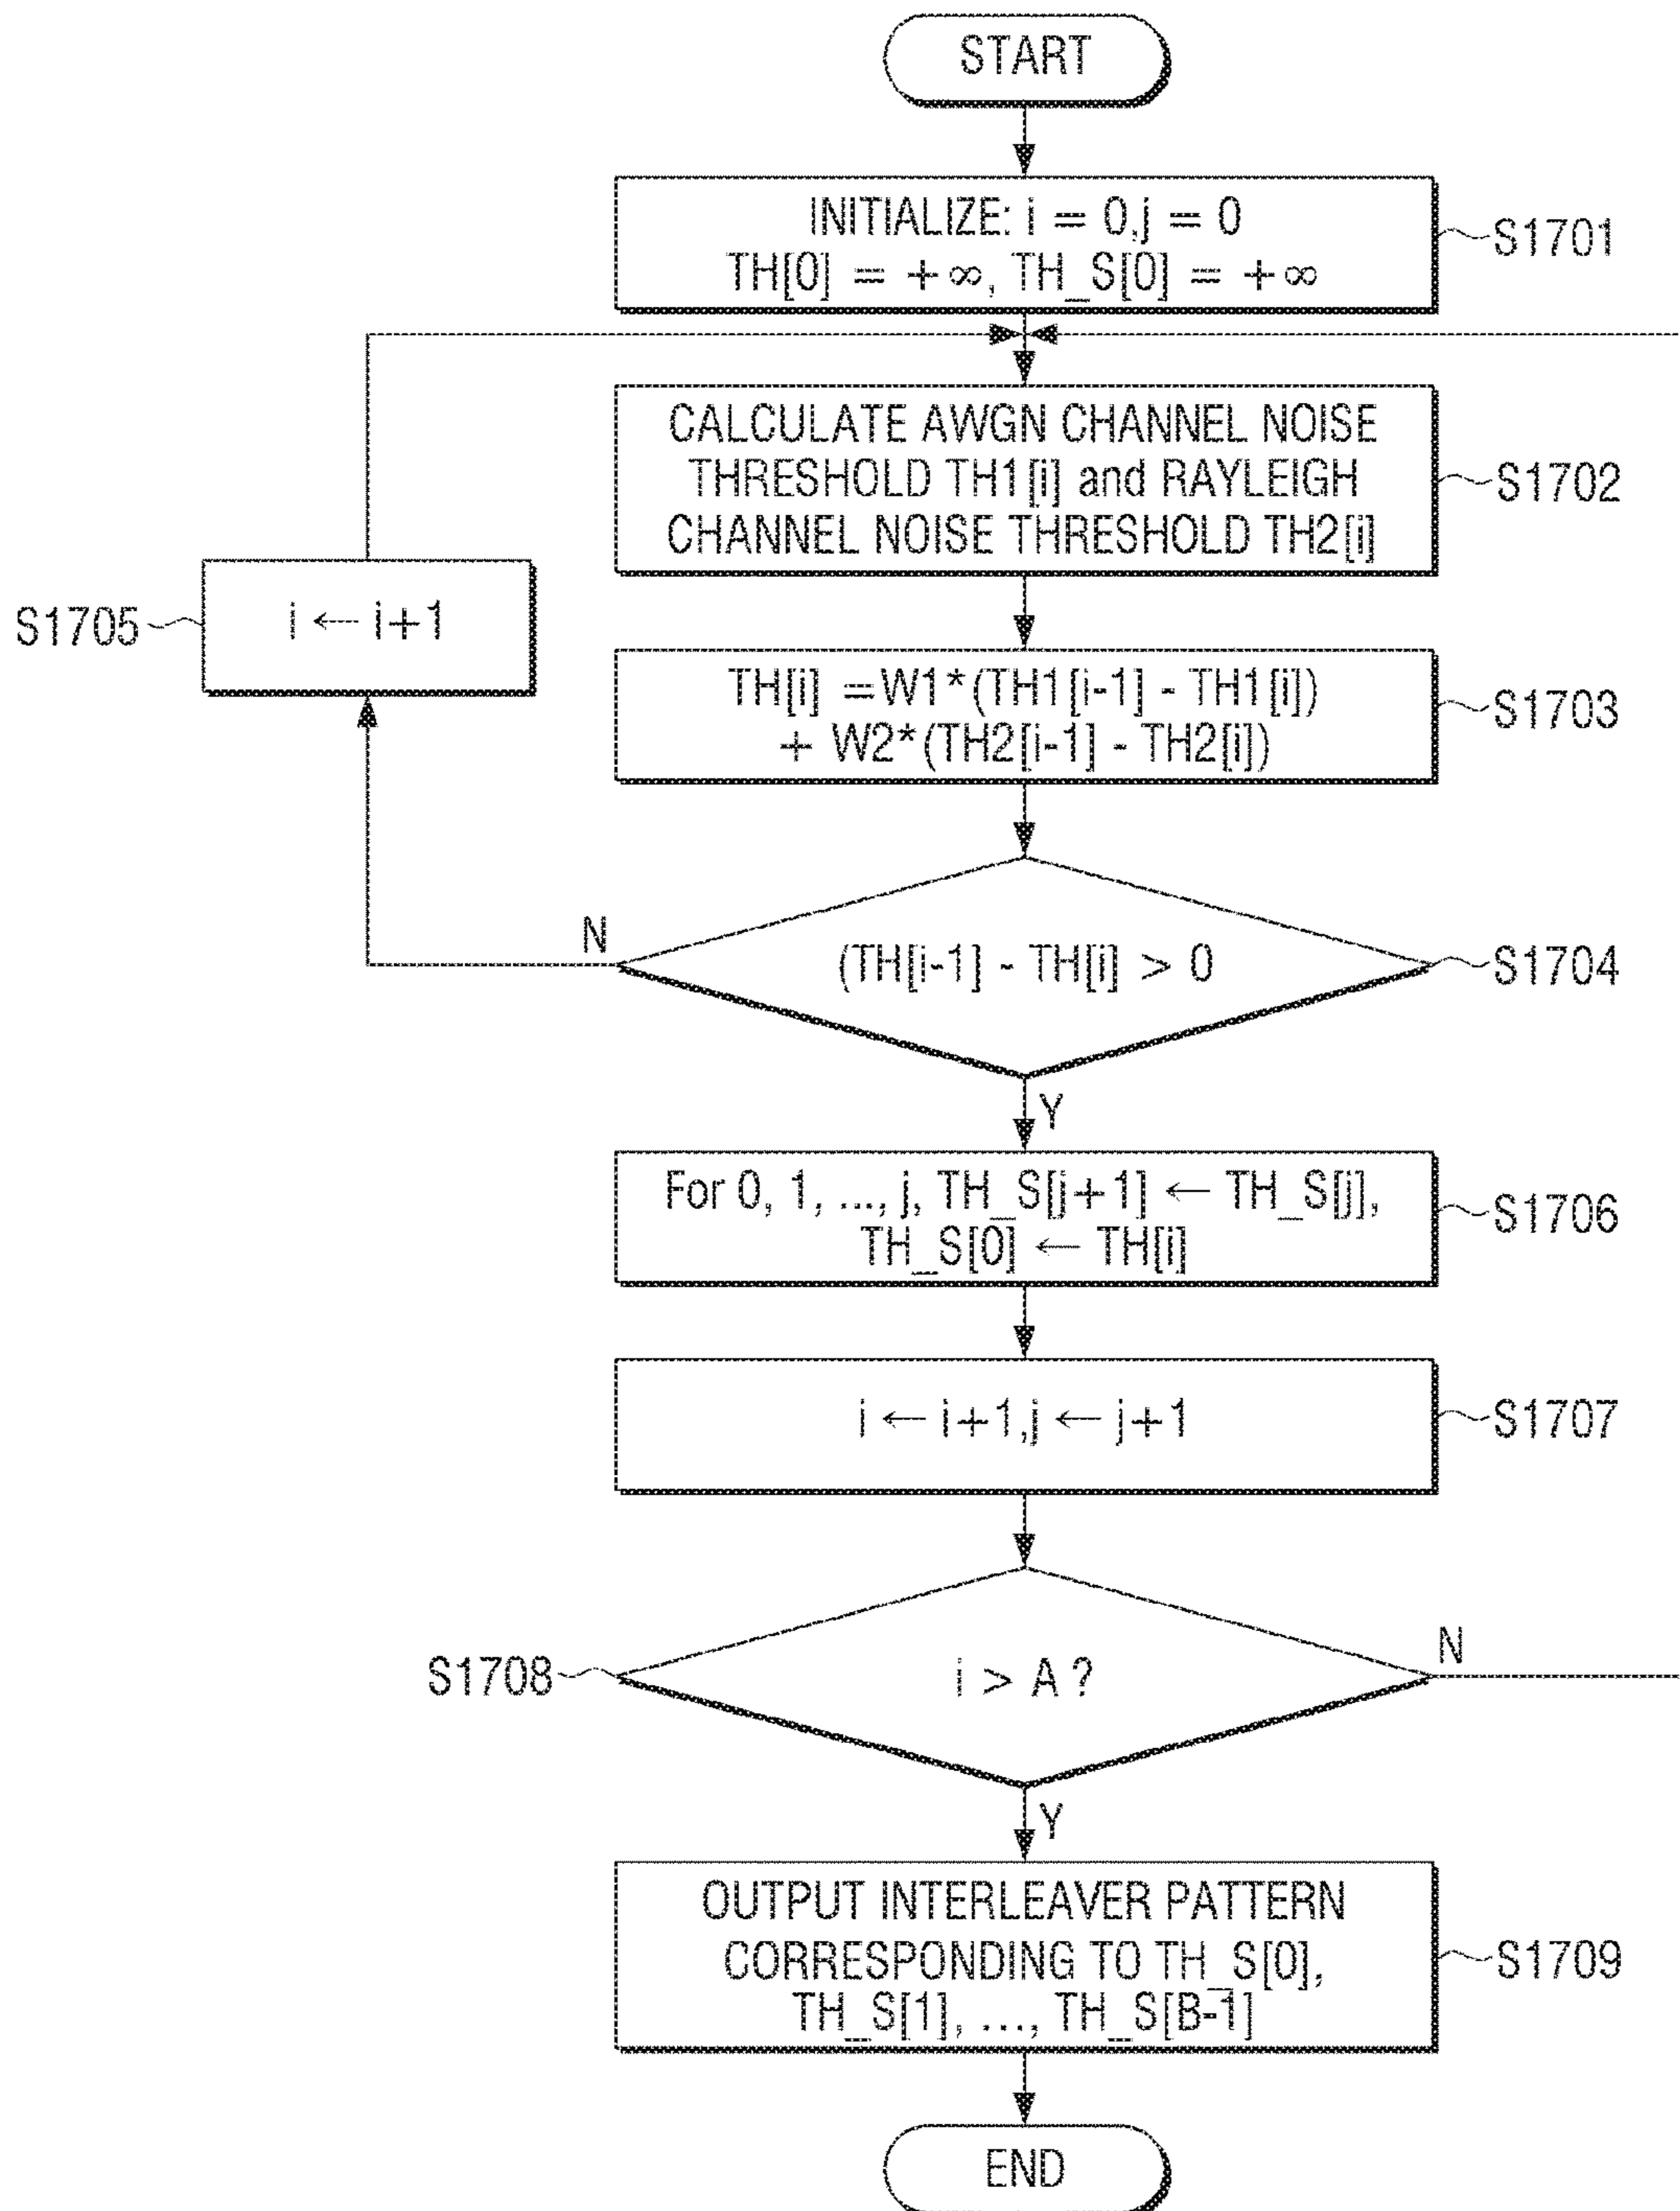 START
INITIALIZE: i = 0,j = 0
TH[0] = +∞, TH_S[0] = +∞
S1701
CALCULATE AWGN CHANNEL NOISE
THRESHOLD TH1[i] and RAYLEIGH
CHANNEL NOISE THRESHOLD TH2[i]
S1702
S1705
i ← i+1
TH[i] =W1*(TH1[i-1] - TH1[i])
+ W2*(TH2[i-1] - TH2[i])
S1703
N
(TH[i-1] - TH[i] > 0
S1704
Y
For 0, 1, ..., j, TH_S[j+1] ← TH_S[j],
TH_S[0] ← TH[i]
S1706
i ← i+1,j ← j+1
S1707
S1708
i > A ?
N
Y
OUTPUT INTERLEAVER PATTERN
CORRESPONDING TO TH_S[0],
TH_S[1], ..., TH_S[B-1]
S1709
END